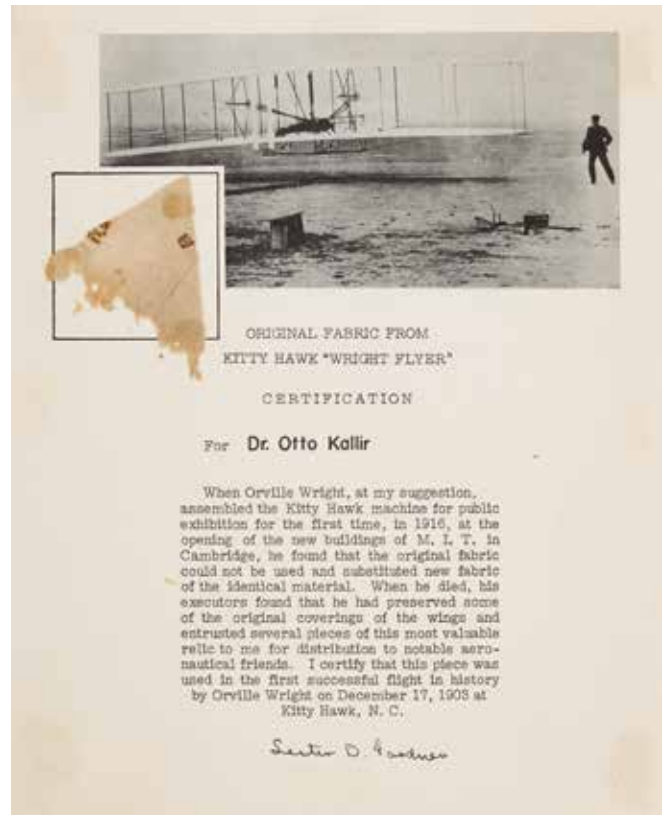 ORIGINAL FABRIC FROM
KITTY HAWK "WRIGHT FLYER"
CERTIFICATION
For Dr. Otto Kallir
When Orville Wright, at my suggestion,
assembled the Kitty Hawk machine for public
exhibition for the first time, in 1916, at the
opening of the new buildings of M. I. T. in
Cambridge, he found that the original fabric
could not be used and substituted new fabric
of the identical material. When he died, his
executors found that he had preserved some
of the original coverings of the wings and
entrusted several pieces of this most valuable
relic to me for distribution to notable aero-
nautical friends. I certify that this piece was
used in the first successful flight in history
by Orville Wright on December 17, 1903 at
Kitty Hawk, N. C.
Lester D. Gardner